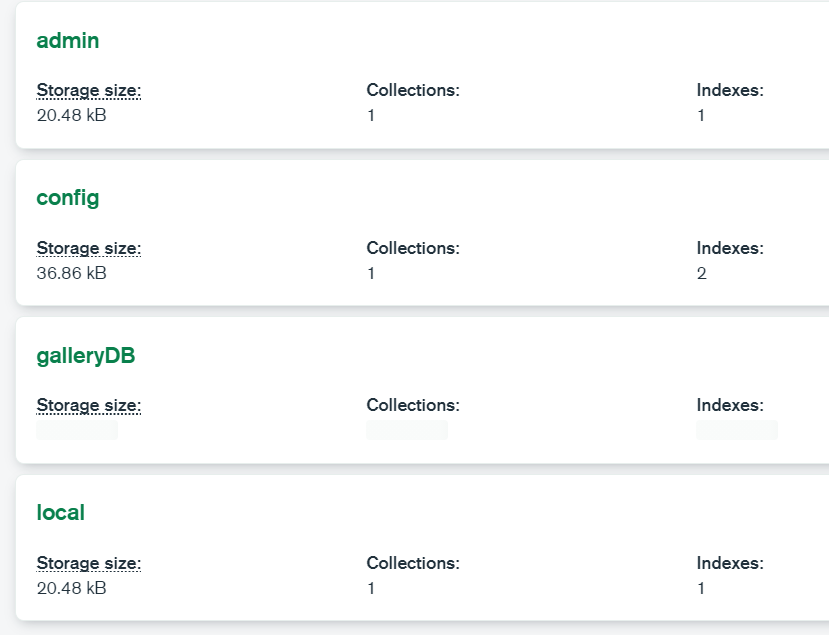 admin
Storage size: Collections: Indexes:
20.48 kB 1 1
config
Storage size: Collections: Indexes:
36.86 kB 1 2
galleryDB
Storage size: Collections: Indexes:
local
Storage size: Collections: Indexes:
20.48 kB 1 1